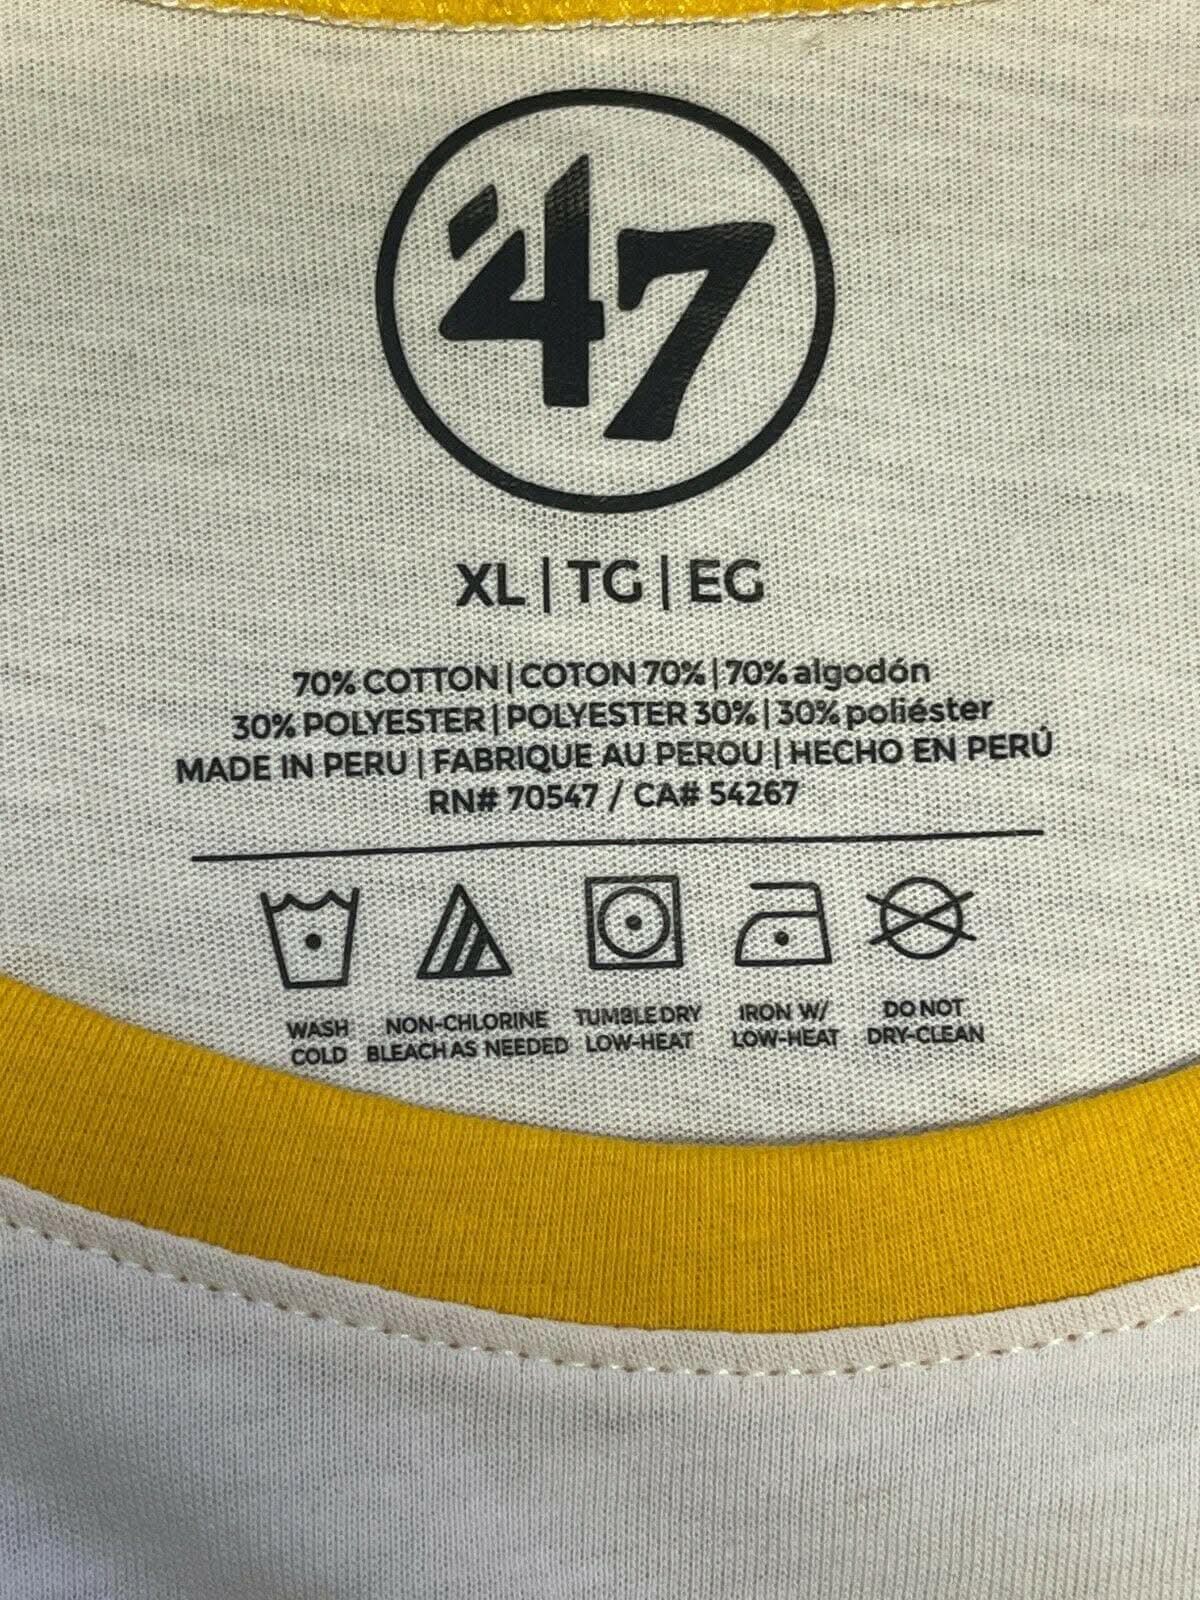 '47
XL | TG | EG
70% COTTON | COTON 70% | 70% algodón
30% POLYESTER | POLYESTER 30% | 30% poliéster
MADE IN PERU | FABRIQUE AU PEROU | HECHO EN PERÚ
RN# 70547 / CA# 54267
WASH COLD
NON-CHLORINE BLEACH AS NEEDED
TUMBLE DRY LOW-HEAT
IRON W/ LOW-HEAT
DO NOT DRY-CLEAN